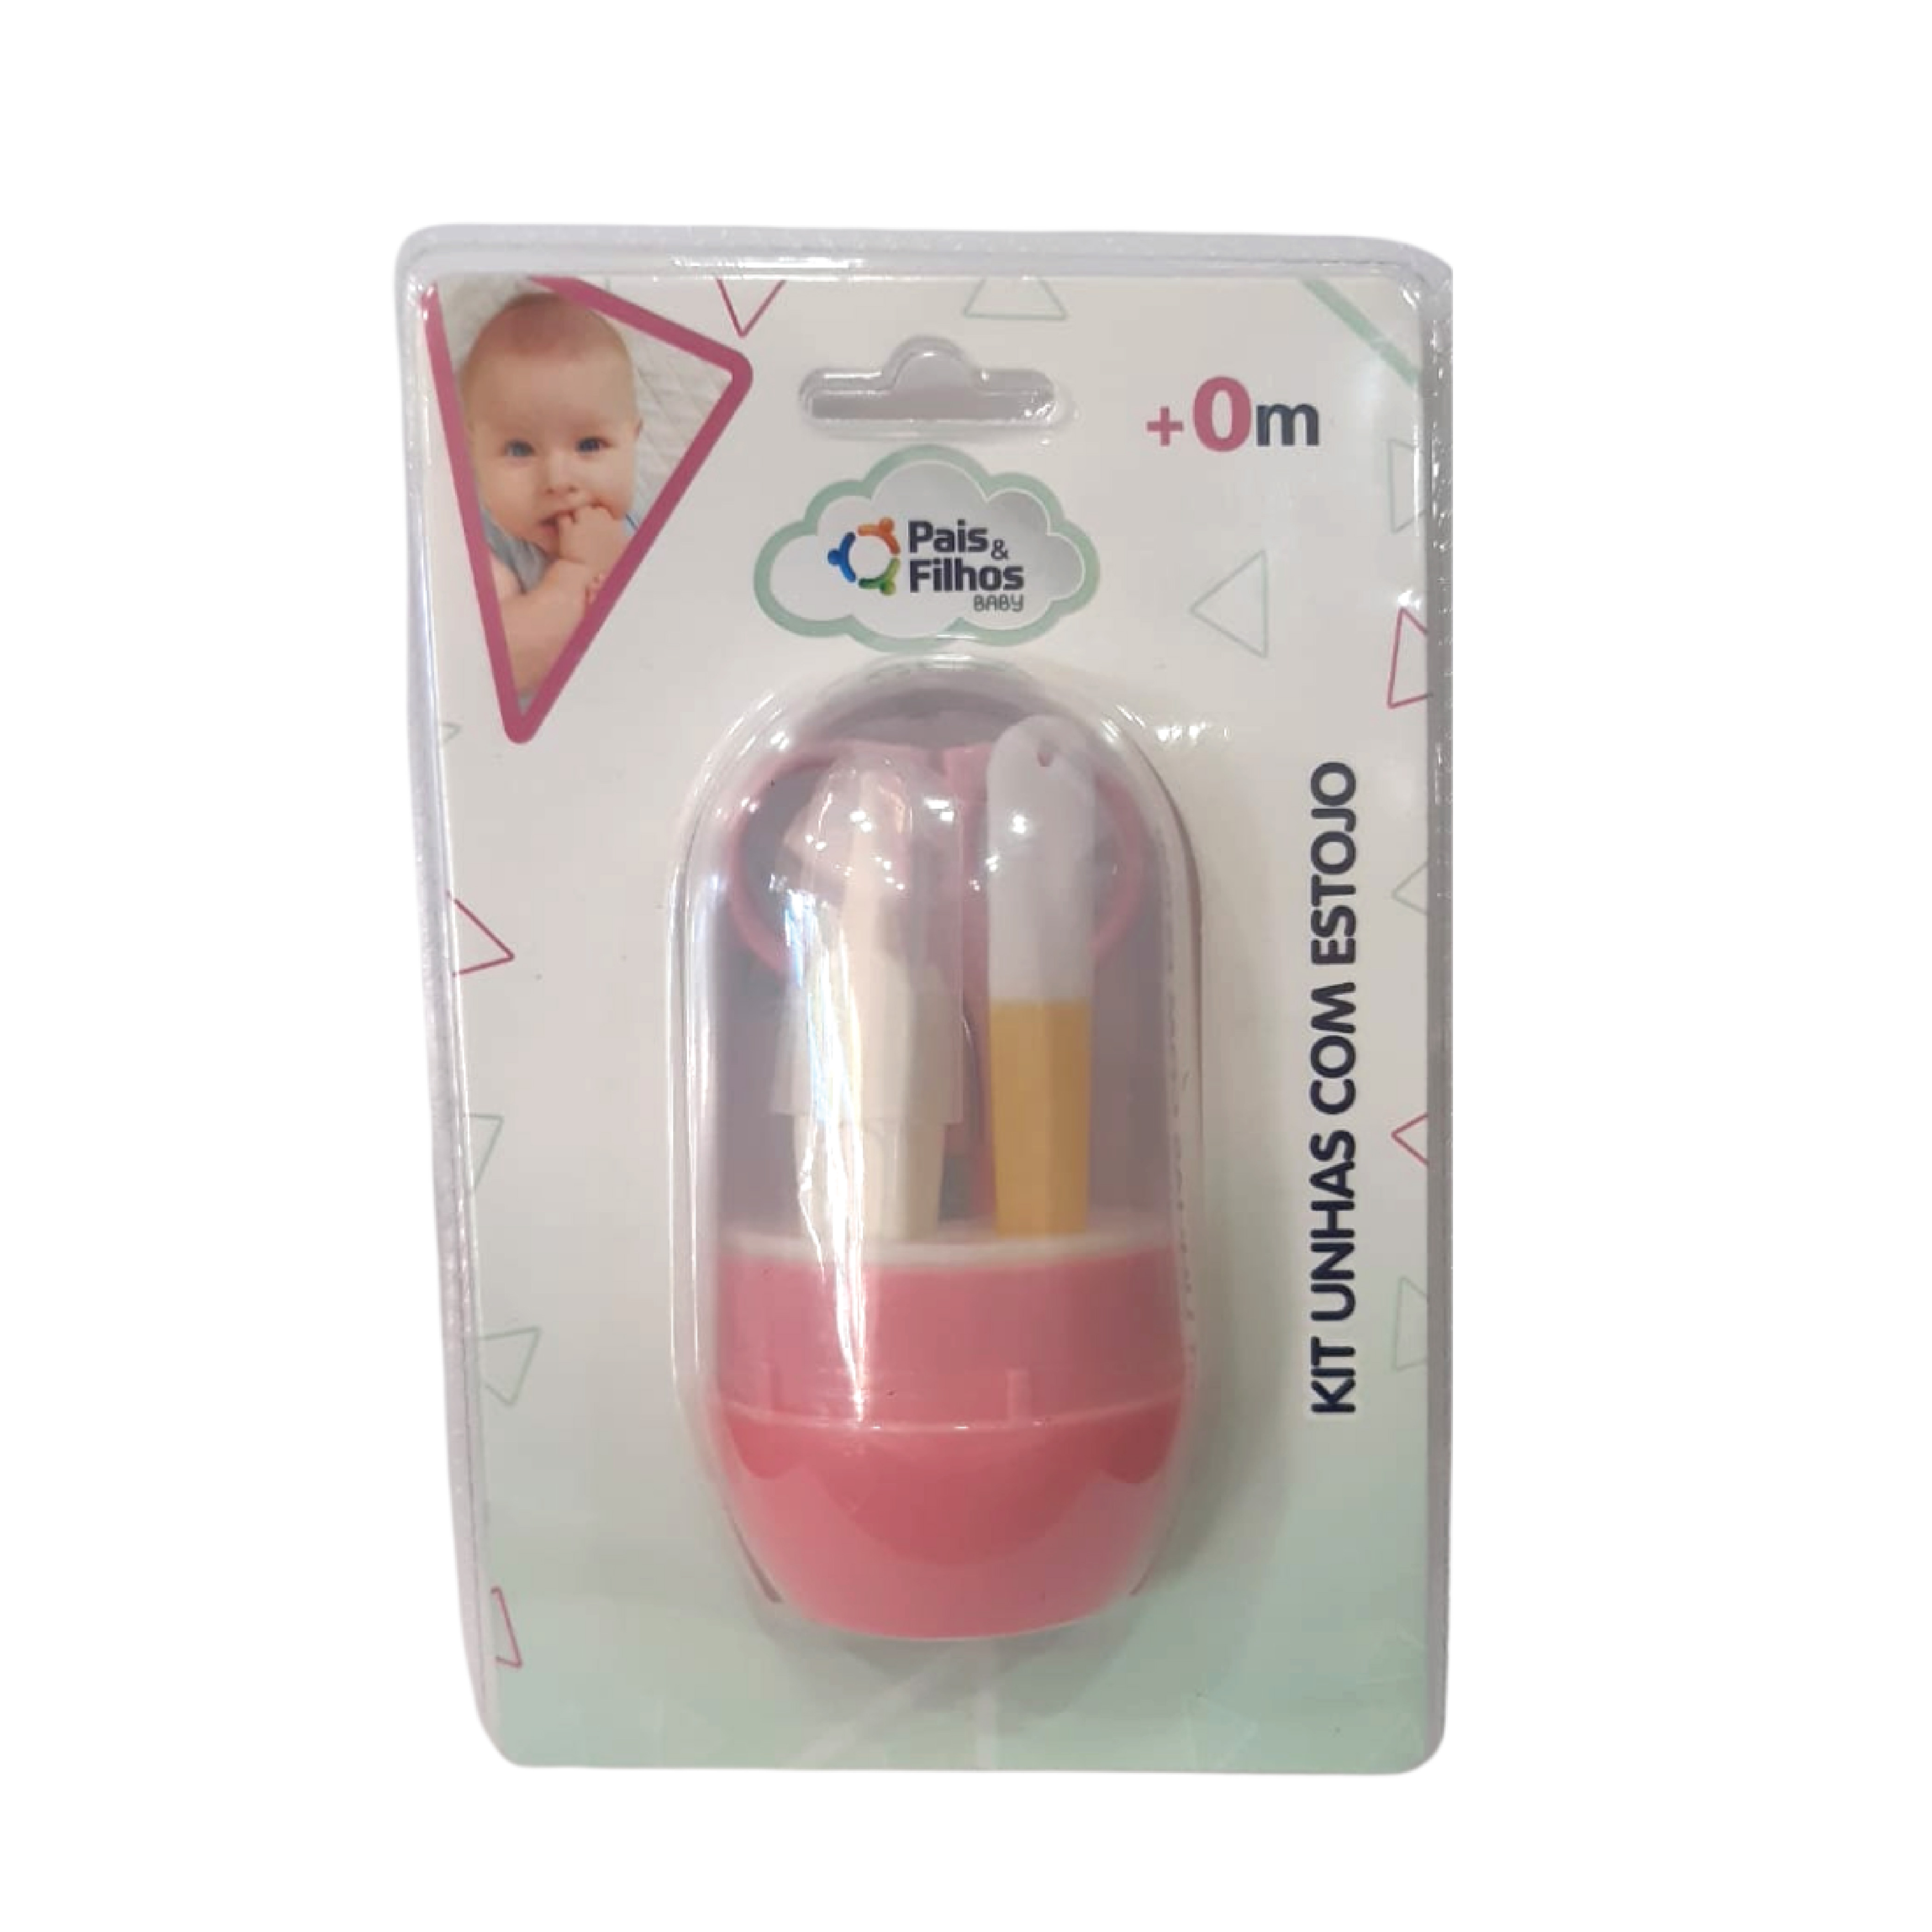 +0m
Pais &
Filhos
BABY
KIT UNHAS COM ESTOJO